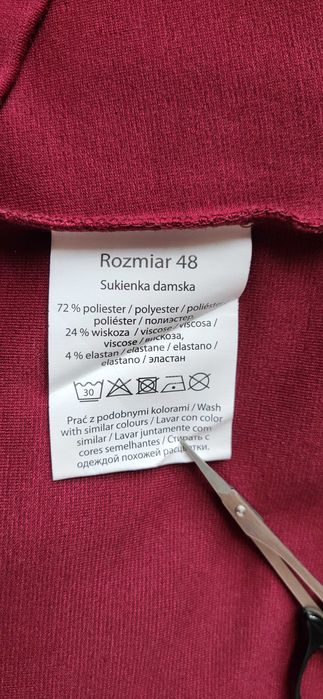 Rozmiar 48
Sukienka damska
72 % poliester / polyester / poliéster
poliéster / полиэстер
24 % wiskoza / viscose / viscosa /
viscose / вискоза,
4 % elastan / elastane / elastano /
elastano / эластан
30
Prać z podobnymi kolorami / Wash
with similar colours / Lavar con color
similar / Lavar juntamente com
cores semelhantes / Стирать с
одеждой похожей расцветки.